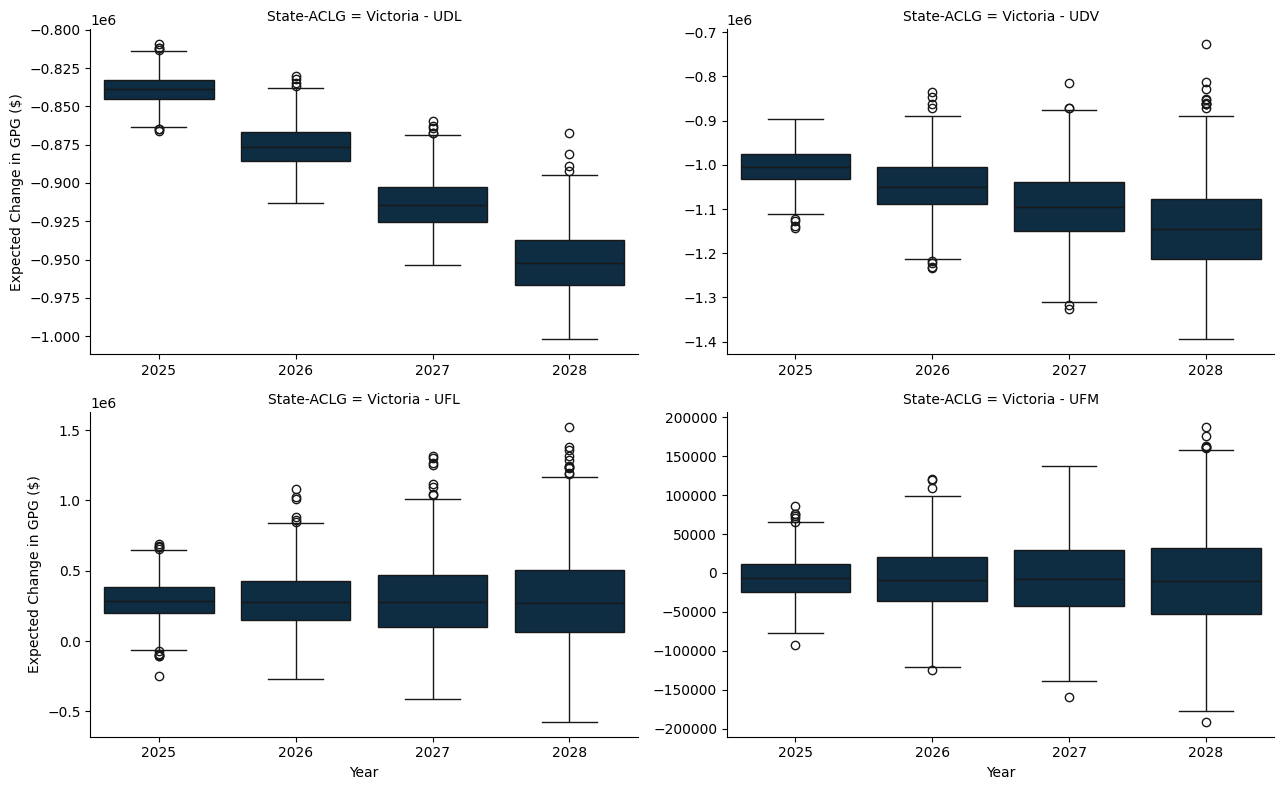 State-ACLG = Victoria - UDL
1e6
Expected Change in GPG ($)
−0.800
−0.825
−0.850
−0.875
−0.900
−0.925
−0.950
−0.975
−1.000
2025 2026 2027 2028
State-ACLG = Victoria - UDV
1e6
−0.7
−0.8
−0.9
−1.0
−1.1
−1.2
−1.3
−1.4
2025 2026 2027 2028
State-ACLG = Victoria - UFL
1e6
Expected Change in GPG ($)
1.5
1.0
0.5
0.0
−0.5
2025 2026 2027 2028
Year
State-ACLG = Victoria - UFM
200000
150000
100000
50000
0
−50000
−100000
−150000
−200000
2025 2026 2027 2028
Year